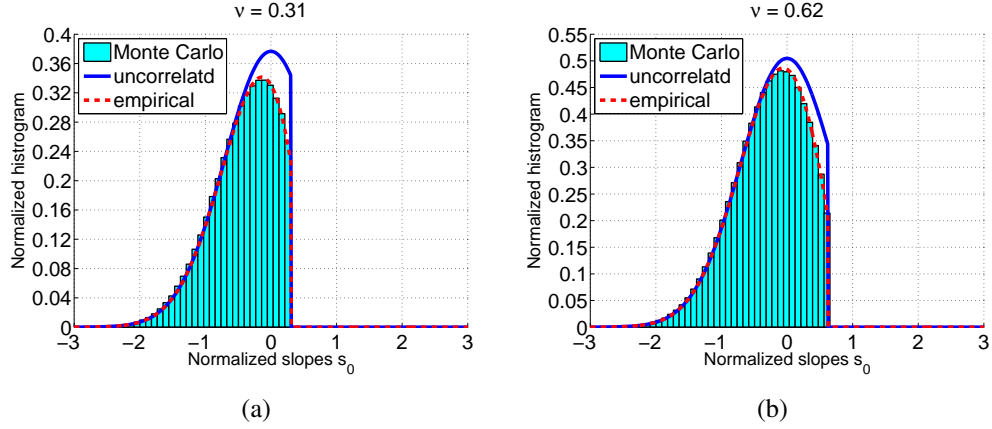 ν = 0.31
Normalized histrogram
0.4
0.36
0.32
0.28
0.24
0.2
0.16
0.12
0.08
0.04
0
Monte Carlo
uncorrelatd
empirical
−3 −2 −1 0 1 2 3
Normalized slopes s0
(a)
ν = 0.62
Normalized histrogram
0.55
0.5
0.45
0.4
0.35
0.3
0.25
0.2
0.15
0.1
0.05
0
Monte Carlo
uncorrelatd
empirical
−3 −2 −1 0 1 2 3
Normalized slopes s0
(b)